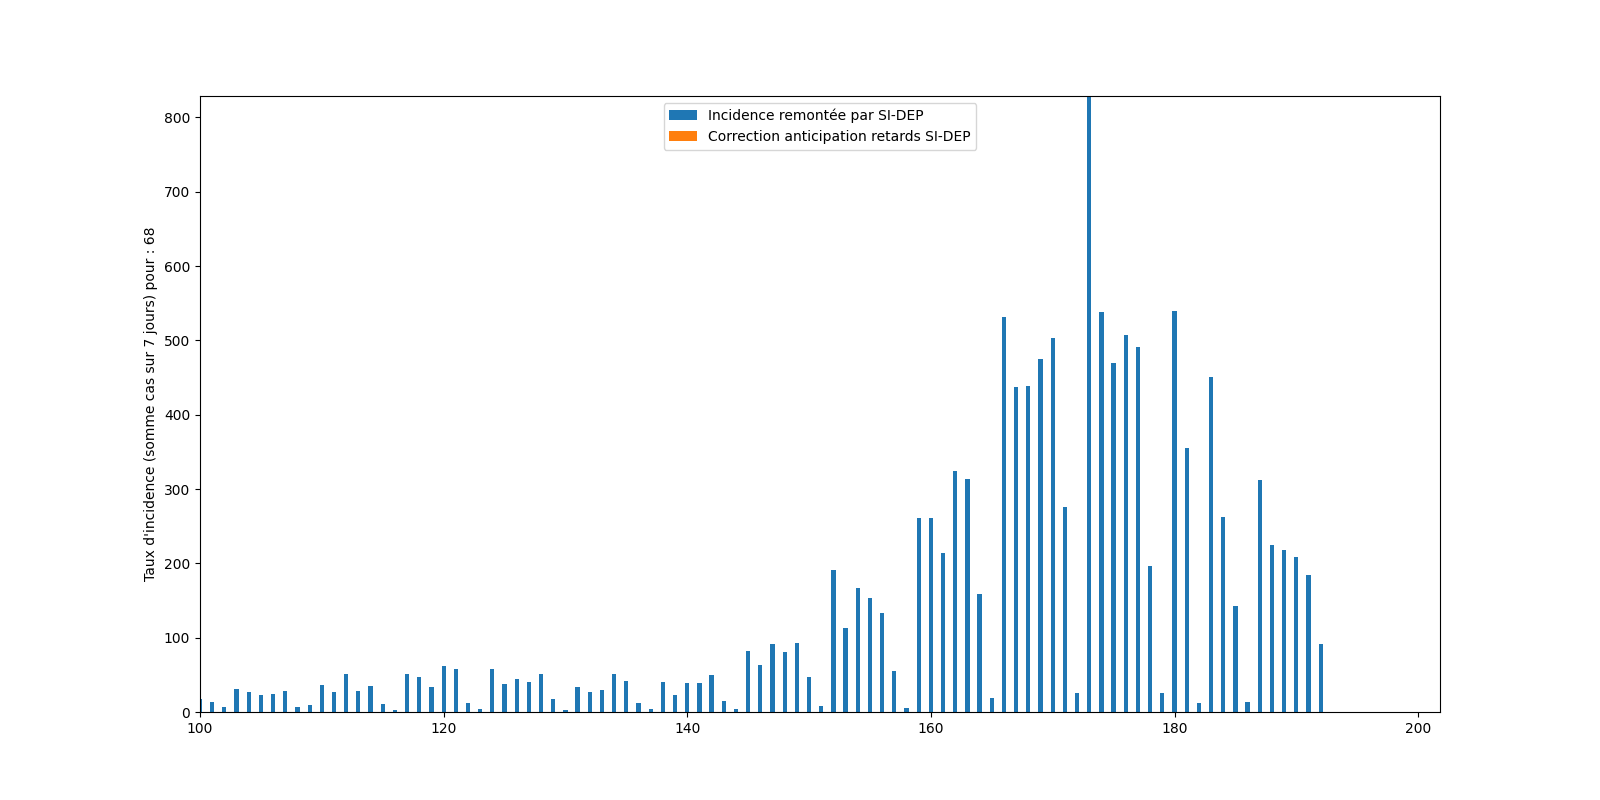 Incidence remontée par SI-DEP
Correction anticipation retards SI-DEP
Taux d'incidence (somme cas sur 7 jours) pour : 68
800
700
600
500
400
300
200
100
0
100 120 140 160 180 200